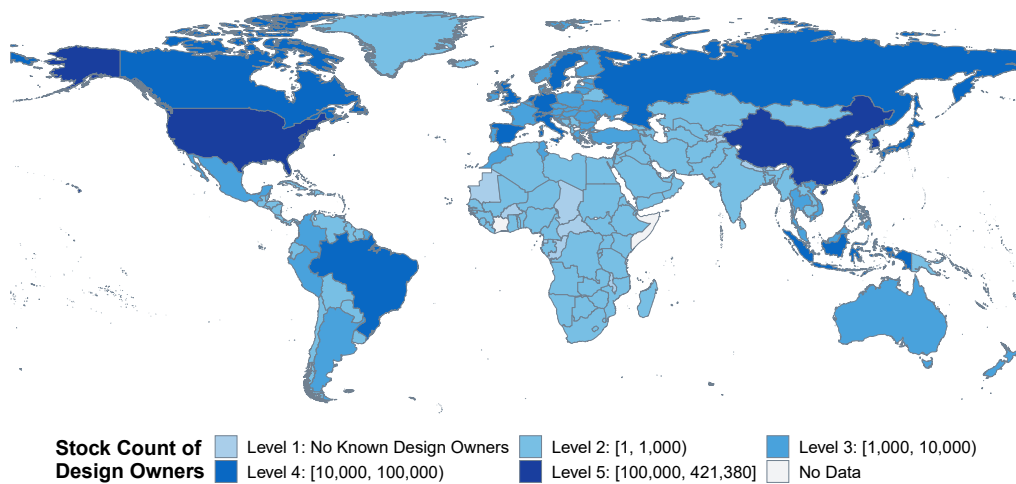 Stock Count of
Design Owners
Level 1: No Known Design Owners
Level 2: [1, 1,000)
Level 3: [1,000, 10,000)
Level 4: [10,000, 100,000)
Level 5: [100,000, 421,380]
No Data